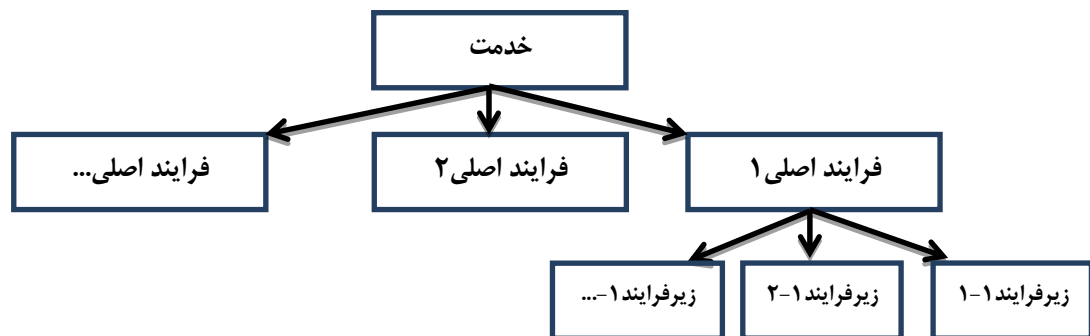 خدمت
فرایند اصلی۱
فرایند اصلی۲
فرایند اصلی...
زیرفرایند۱-۱
زیرفرایند۱-۲
زیرفرایند۱-...